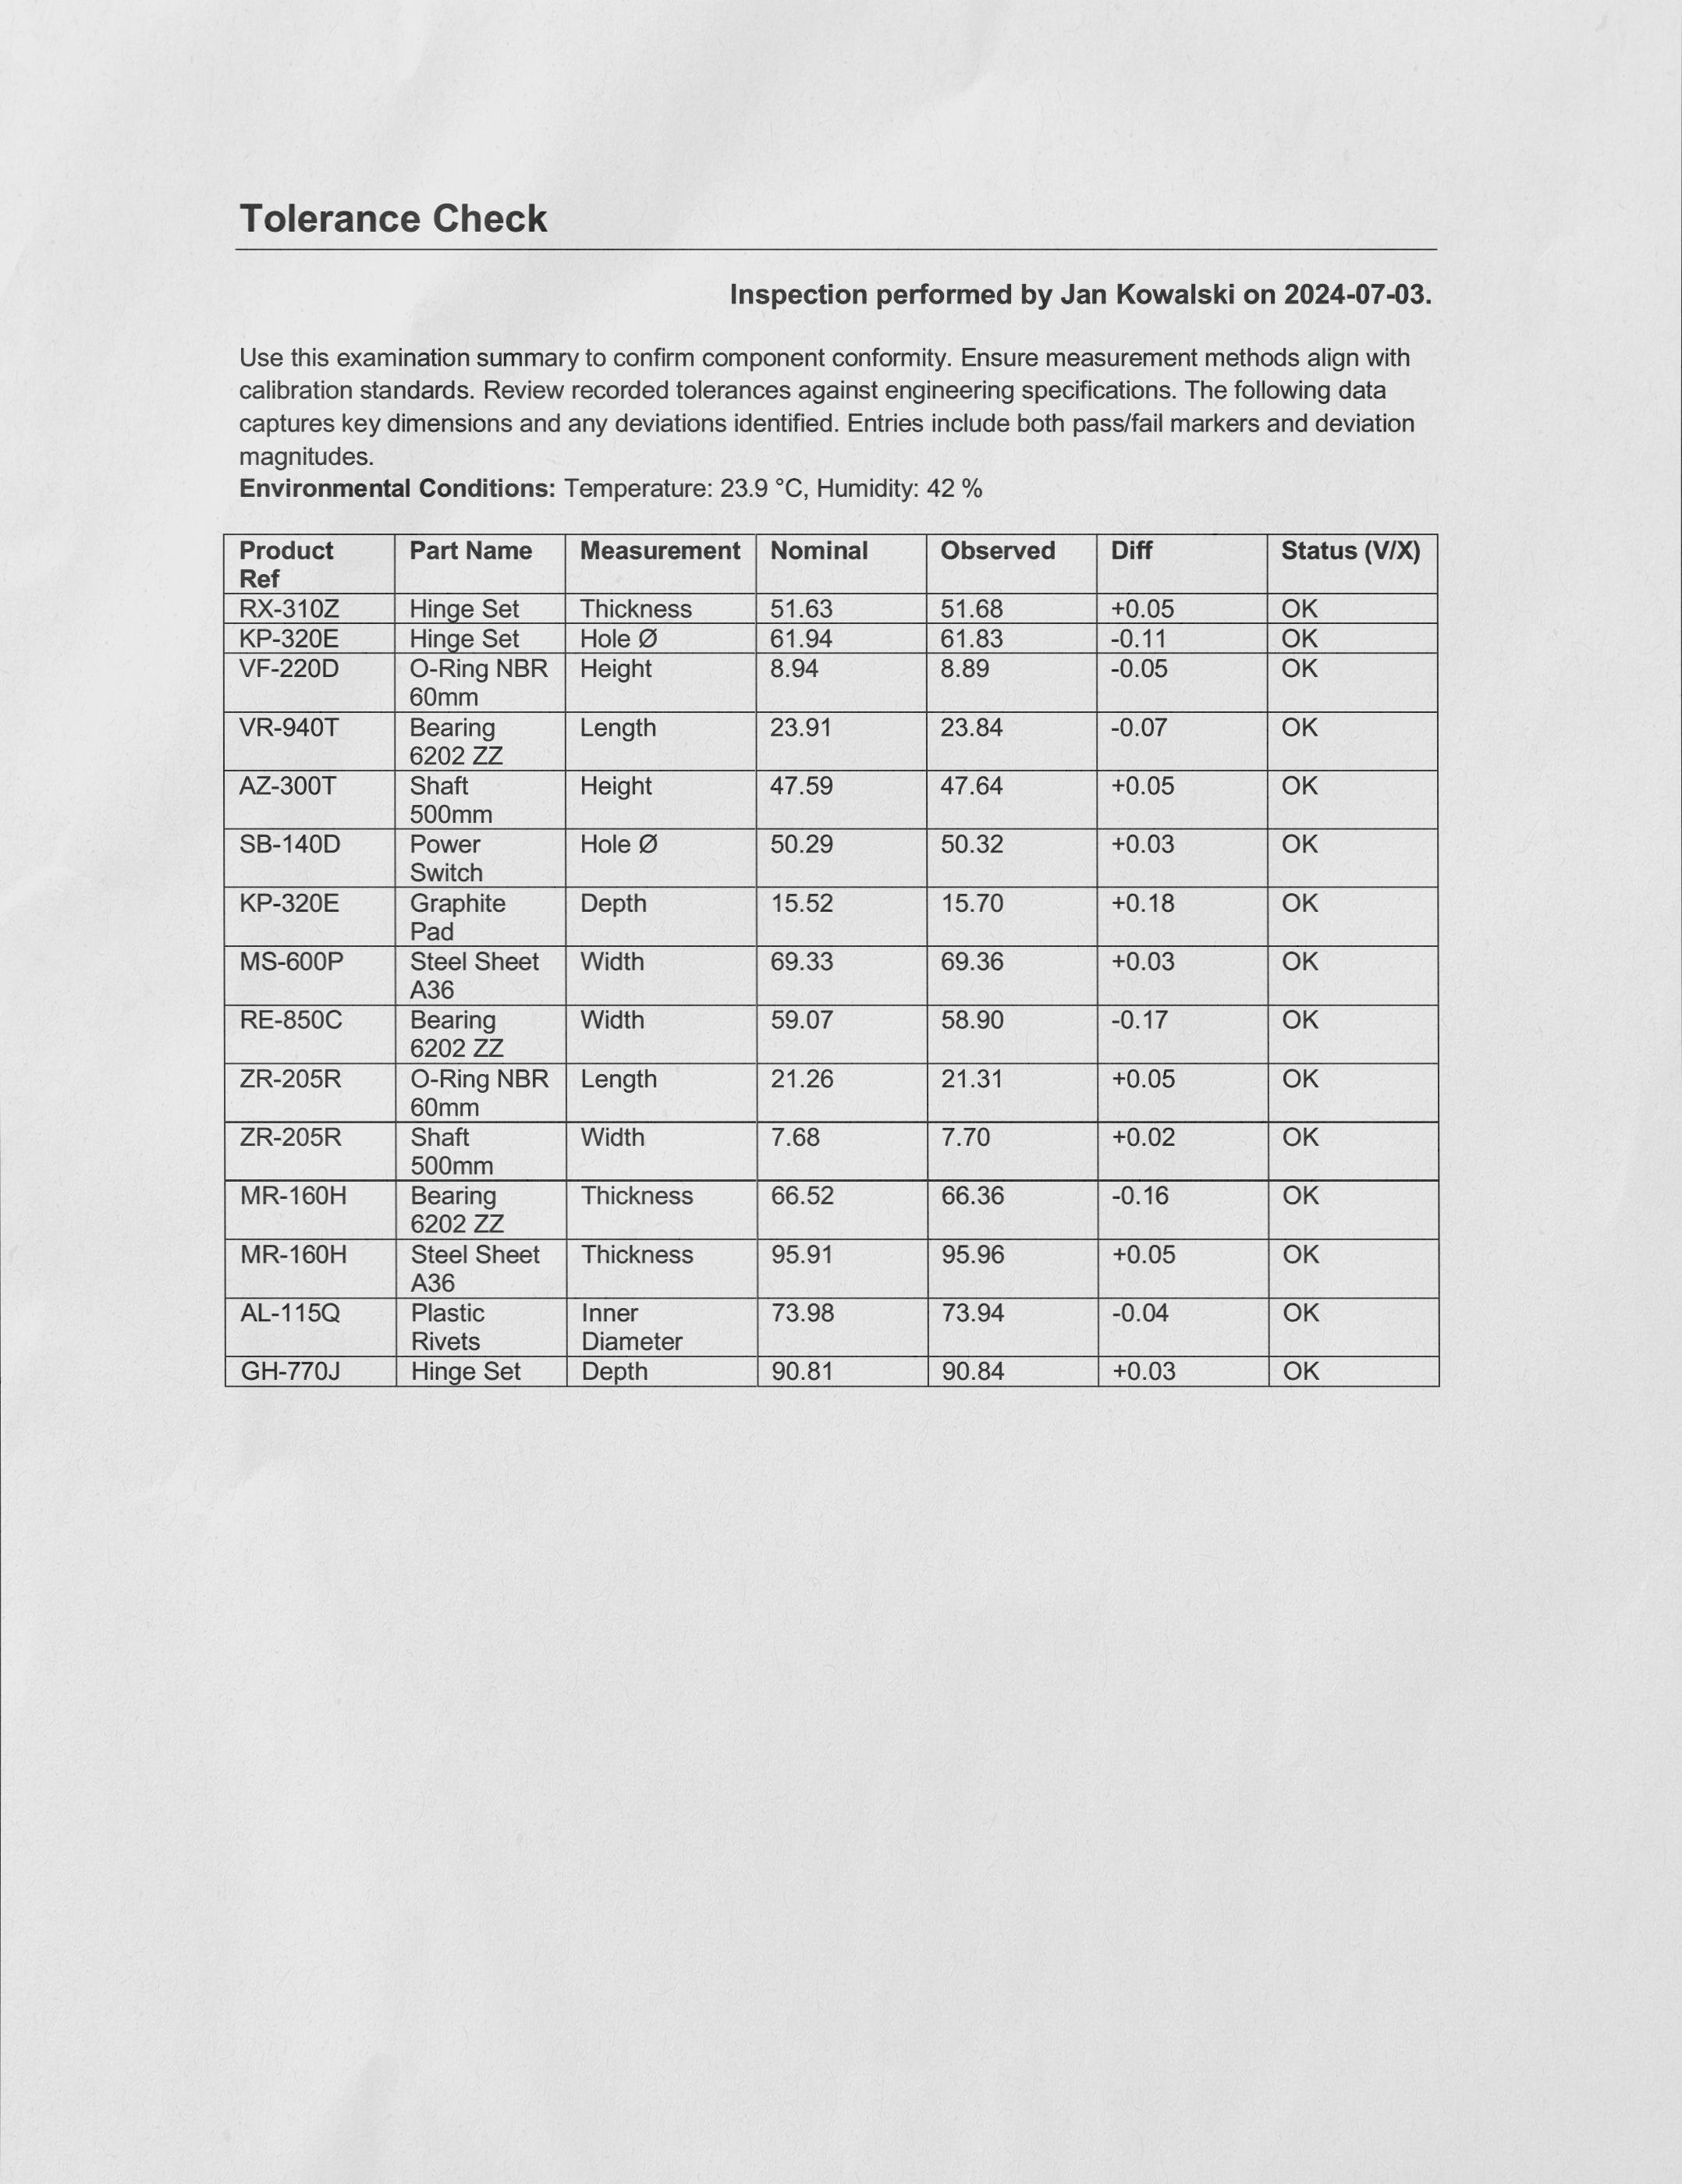 Tolerance Check
Inspection performed by Jan Kowalski on 2024-07-03.
Use this examination summary to confirm component conformity. Ensure measurement methods align with
calibration standards. Review recorded tolerances against engineering specifications. The following data
captures key dimensions and any deviations identified. Entries include both pass/fail markers and deviation
magnitudes.
Environmental Conditions: Temperature: 23.9 °C, Humidity: 42 %
Product Ref Part Name Measurement Nominal Observed Diff Status (V/X)
RX-310Z Hinge Set Thickness 51.63 51.68 +0.05 OK
KP-320E Hinge Set Hole Ø 61.94 61.83 -0.11 OK
VF-220D O-Ring NBR 60mm Height 8.94 8.89 -0.05 OK
VR-940T Bearing 6202 ZZ Length 23.91 23.84 -0.07 OK
AZ-300T Shaft 500mm Height 47.59 47.64 +0.05 OK
SB-140D Power Switch Hole Ø 50.29 50.32 +0.03 OK
KP-320E Graphite Pad Depth 15.52 15.70 +0.18 OK
MS-600P Steel Sheet A36 Width 69.33 69.36 +0.03 OK
RE-850C Bearing 6202 ZZ Width 59.07 58.90 -0.17 OK
ZR-205R O-Ring NBR 60mm Length 21.26 21.31 +0.05 OK
ZR-205R Shaft 500mm Width 7.68 7.70 +0.02 OK
MR-160H Bearing 6202 ZZ Thickness 66.52 66.36 -0.16 OK
MR-160H Steel Sheet A36 Thickness 95.91 95.96 +0.05 OK
AL-115Q Plastic Rivets Inner Diameter 73.98 73.94 -0.04 OK
GH-770J Hinge Set Depth 90.81 90.84 +0.03 OK